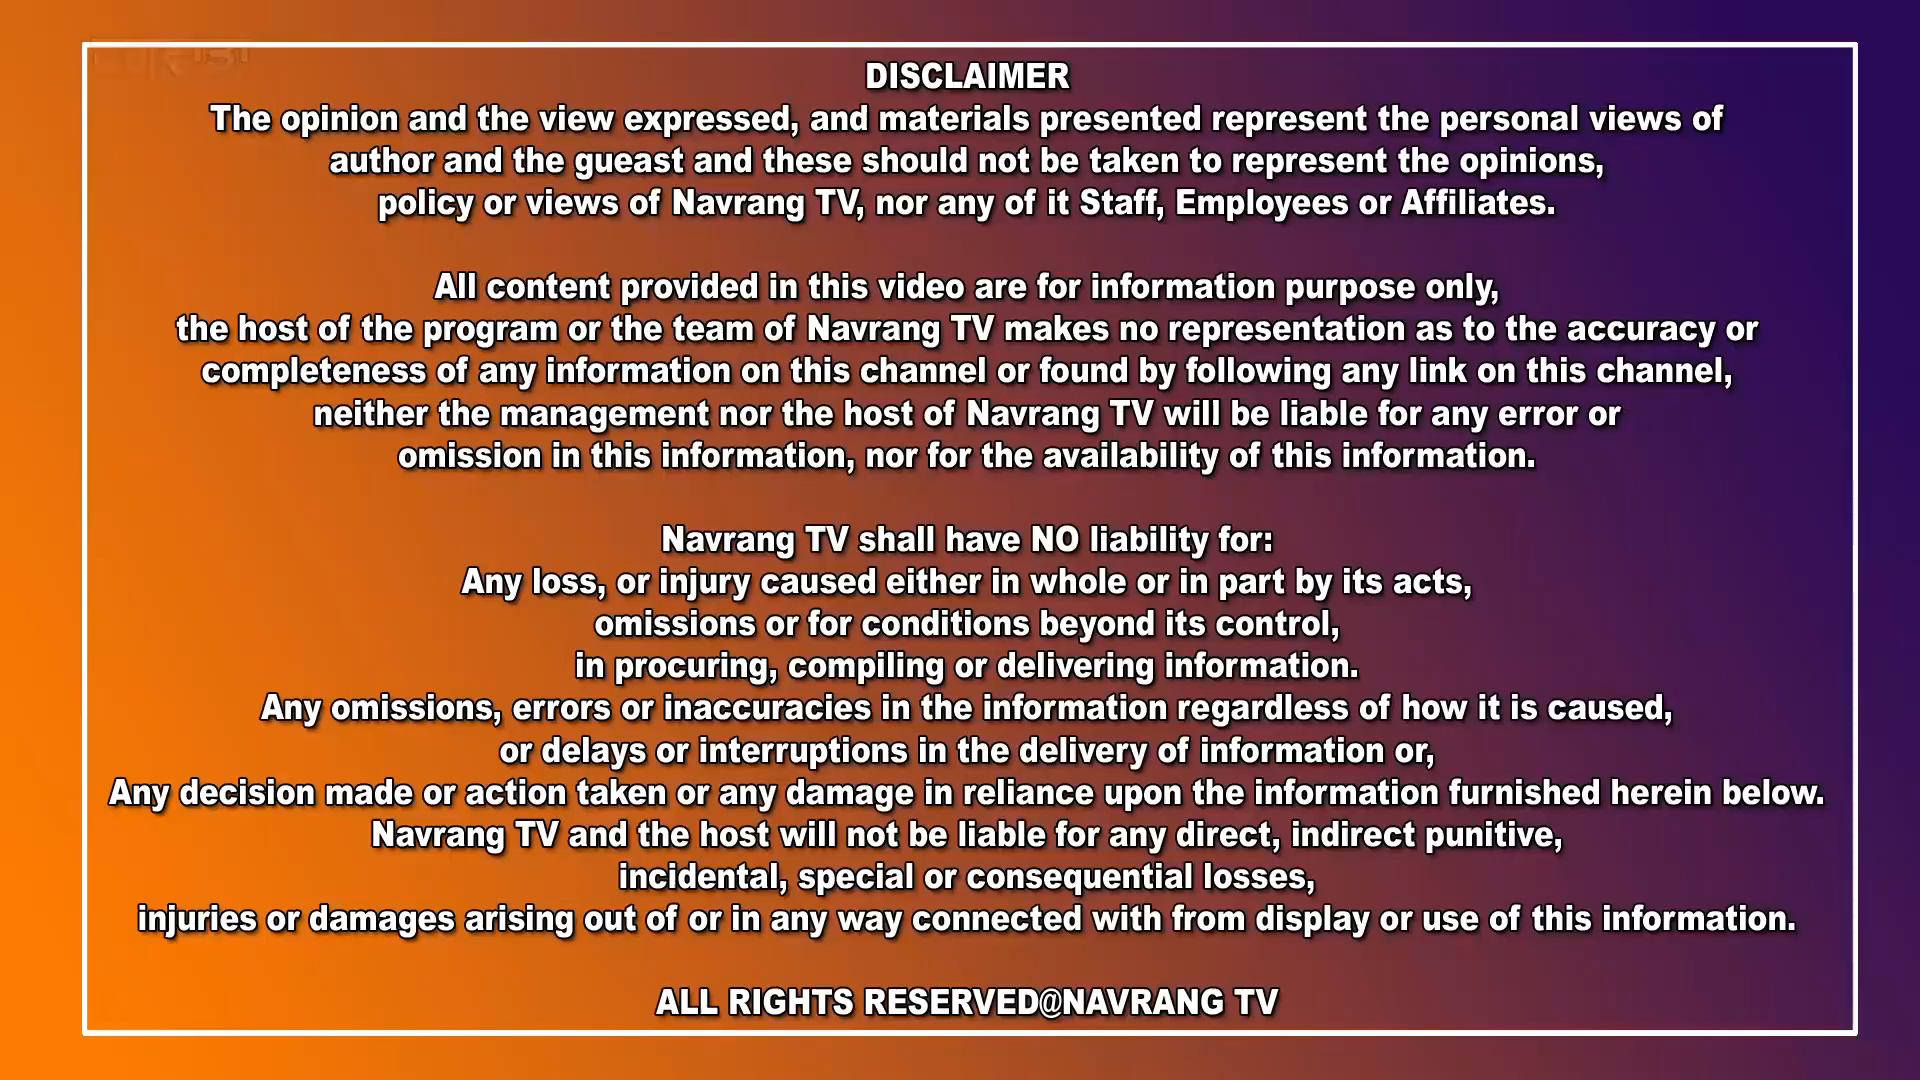 DISCLAIMER
The opinion and the view expressed, and materials presented represent the personal views of
author and the gueast and these should not be taken to represent the opinions,
policy or views of Navrang TV, nor any of it Staff, Employees or Affiliates.
All content provided in this video are for information purpose only,
the host of the program or the team of Navrang TV makes no representation as to the accuracy or
completeness of any information on this channel or found by following any link on this channel,
neither the management nor the host of Navrang TV will be liable for any error or
omission in this information, nor for the availability of this information.
Navrang TV shall have NO liability for:
Any loss, or injury caused either in whole or in part by its acts,
omissions or for conditions beyond its control,
in procuring, compiling or delivering information.
Any omissions, errors or inaccuracies in the information regardless of how it is caused,
or delays or interruptions in the delivery of information or,
Any decision made or action taken or any damage in reliance upon the information furnished herein below.
Navrang TV and the host will not be liable for any direct, indirect punitive,
incidental, special or consequential losses,
injuries or damages arising out of or in any way connected with from display or use of this information.
ALL RIGHTS RESERVED@NAVRANG TV